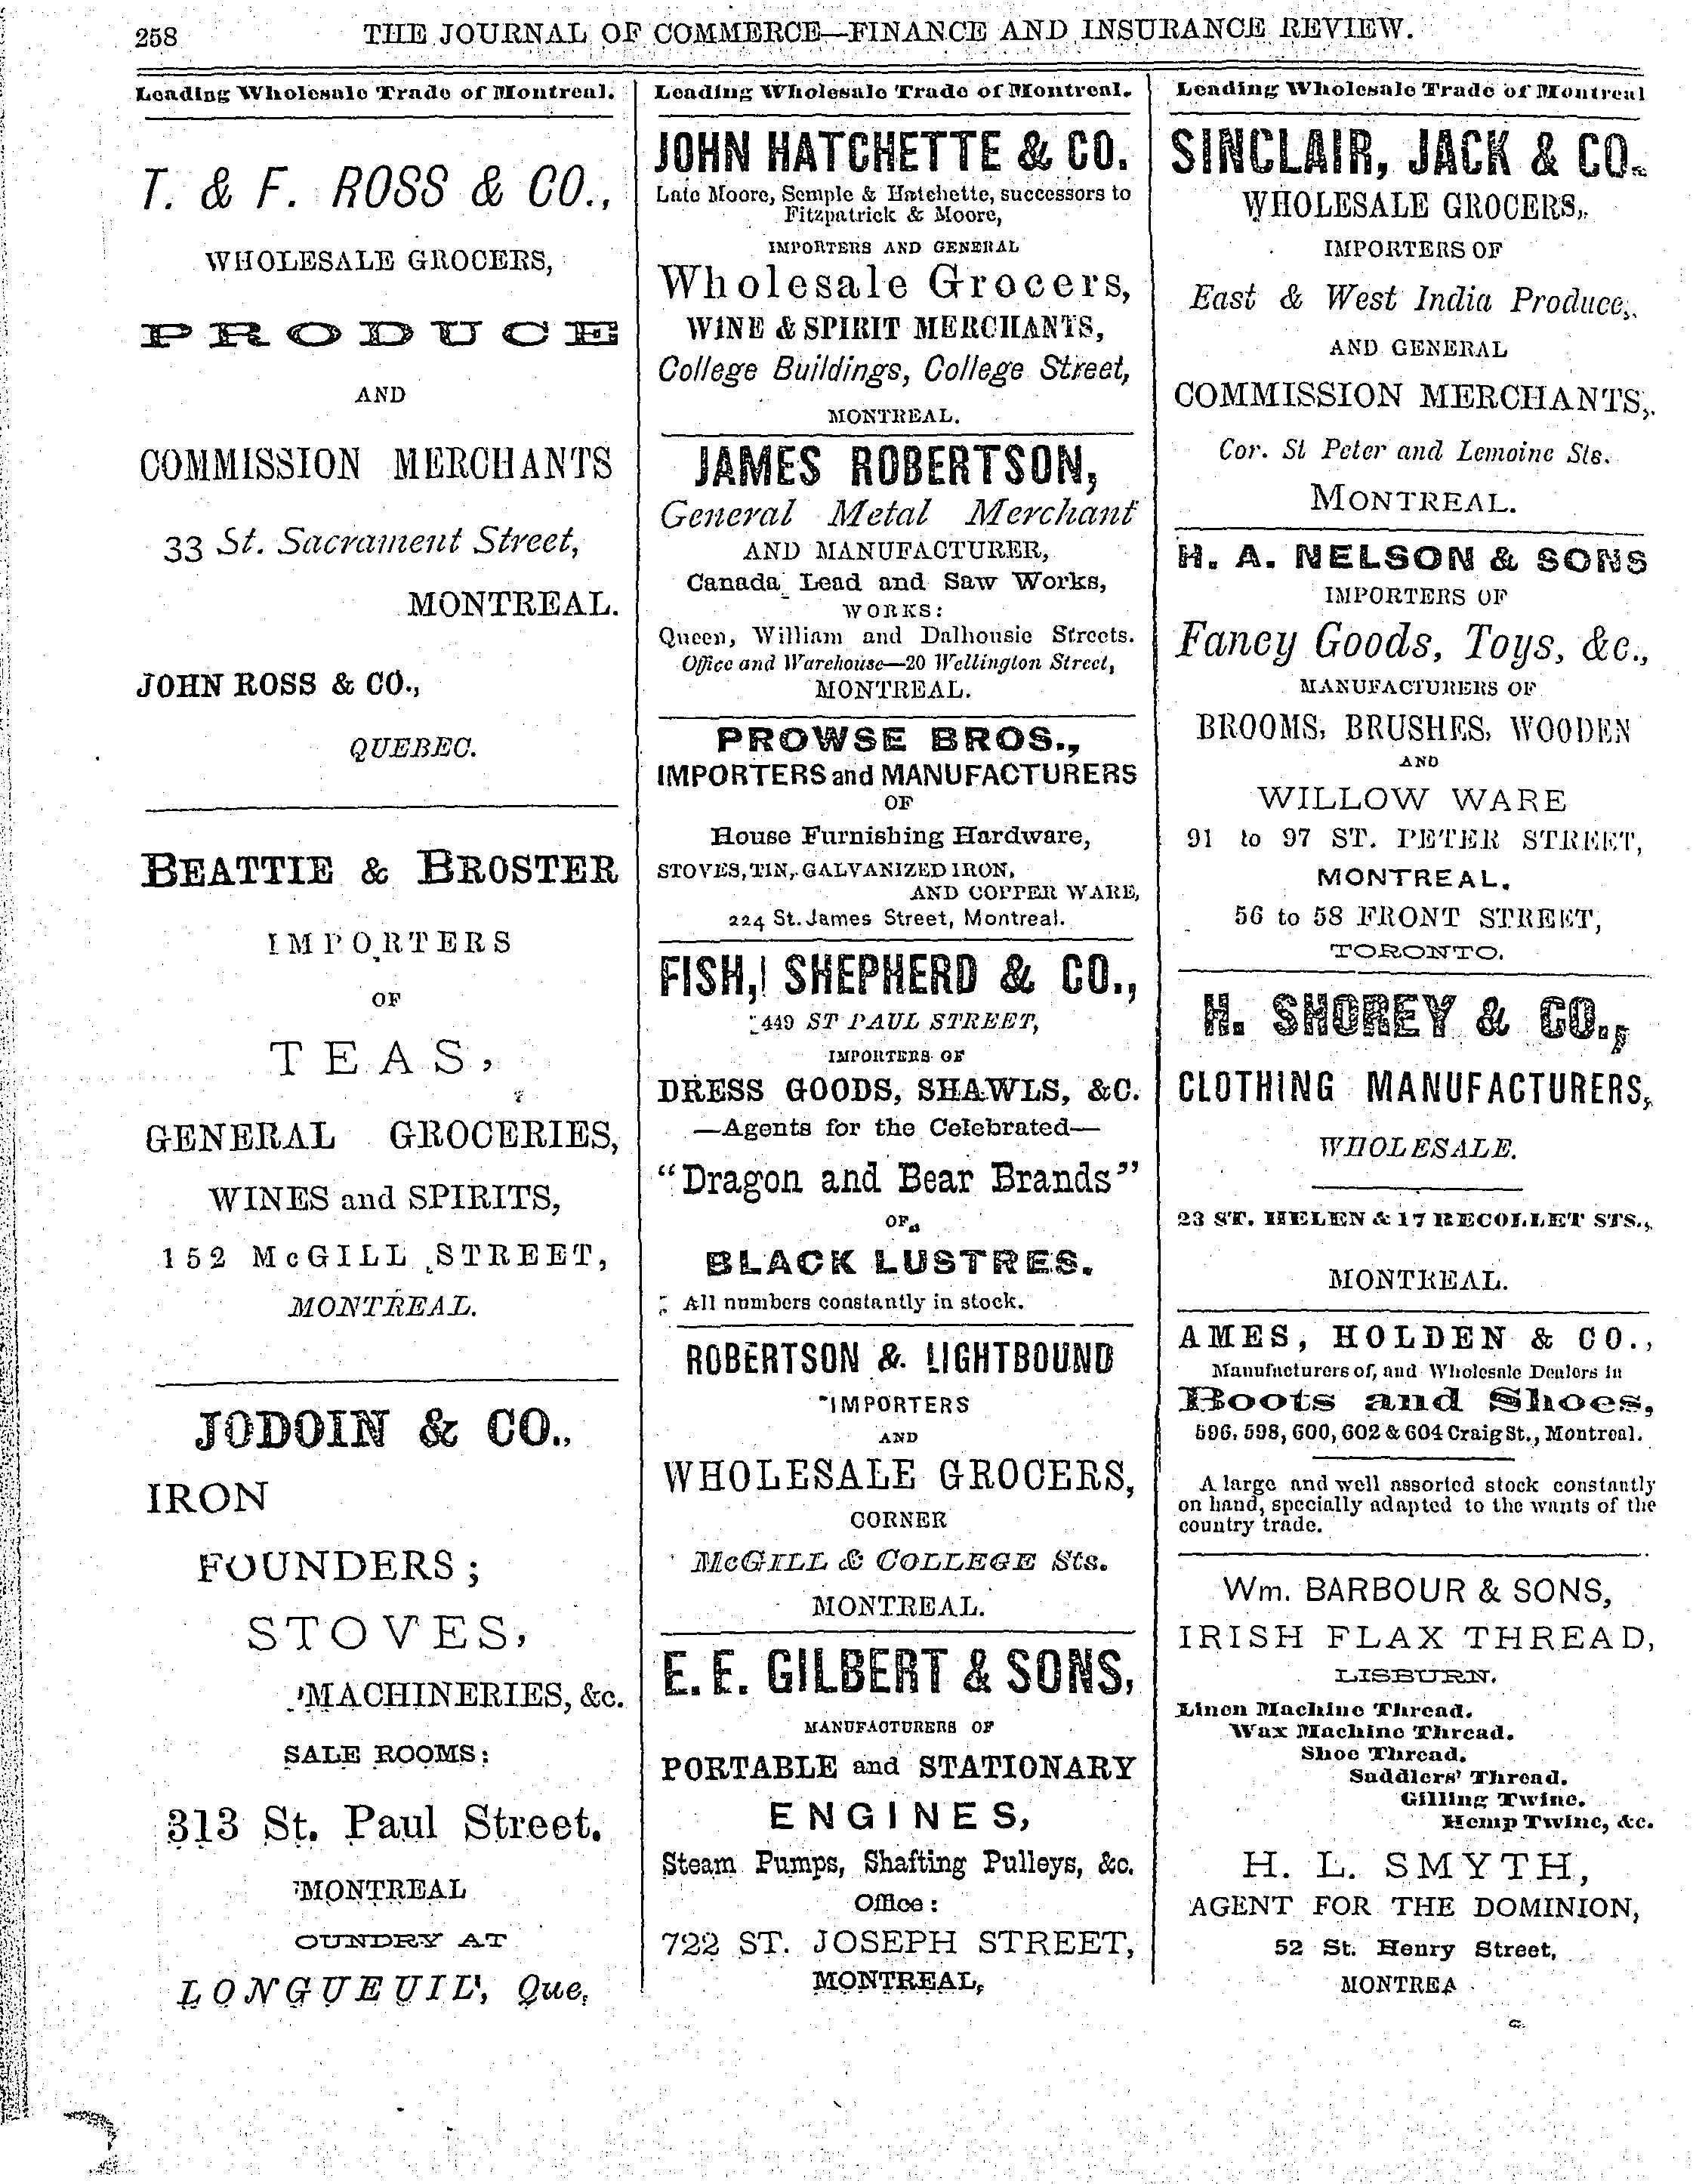 258 THE JOURNAL OF COMMERCE—FINANCE AND INSURANCE REVIEW.
Leading Wholesale Trade of Montreal.
T. & F. ROSS & CO.,
WHOLESALE GROCERS,
PRODUCE
AND
COMMISSION MERCHANTS
33 St. Sacrament Street,
MONTREAL.
JOHN ROSS & CO.,
QUEBEC.
BEATTIE & BROSTER
IMPORTERS
OF
TEAS,
GENERAL GROCERIES,
WINES and SPIRITS,
152 McGILL STREET,
MONTREAL.
JODOIN & CO.,
IRON
FOUNDERS;
STOVES,
MACHINERIES, &c.
SALE ROOMS:
313 St. Paul Street.
MONTREAL
OUNDRY AT
LONGUEUIL, Que,
Leading Wholesale Trade of Montreal.
JOHN HATCHETTE & CO.
Late Moore, Semple & Hatchette, successors to
Fitzpatrick & Moore,
IMPORTERS AND GENERAL
Wholesale Grocers,
WINE & SPIRIT MERCHANTS,
College Buildings, College Street,
MONTREAL.
JAMES ROBERTSON,
General Metal Merchant
AND MANUFACTURER,
Canada Lead and Saw Works,
WORKS:
Queen, William and Dalhousie Streets.
Office and Warehouse—20 Wellington Street,
MONTREAL.
PROWSE BROS.,
IMPORTERS and MANUFACTURERS
OF
House Furnishing Hardware,
STOVES, TIN, GALVANIZED IRON,
AND COPPER WARE,
224 St. James Street, Montreal.
FISH, SHEPHERD & CO.,
449 ST PAUL STREET,
IMPORTERS OF
DRESS GOODS, SHAWLS, &C.
—Agents for the Celebrated—
"Dragon and Bear Brands"
OF
BLACK LUSTRES.
All numbers constantly in stock.
ROBERTSON & LIGHTBOUND
IMPORTERS
AND
WHOLESALE GROCERS,
CORNER
McGILL & COLLEGE Sts.
MONTREAL.
E. E. GILBERT & SONS,
MANUFACTURERS OF
PORTABLE and STATIONARY
ENGINES,
Steam Pumps, Shafting Pulleys, &c.
Office:
722 ST. JOSEPH STREET,
MONTREAL,
Leading Wholesale Trade of Montreal
SINCLAIR, JACK & CO.
WHOLESALE GROCERS,
IMPORTERS OF
East & West India Produce,
AND GENERAL
COMMISSION MERCHANTS,
Cor. St Peter and Lemoine Sts.
MONTREAL.
H. A. NELSON & SONS
IMPORTERS OF
Fancy Goods, Toys, &c.,
MANUFACTURERS OF
BROOMS, BRUSHES, WOODEN
AND
WILLOW WARE
91 to 97 ST. PETER STREET,
MONTREAL.
56 to 58 FRONT STREET,
TORONTO.
H. SHOREY & CO.,
CLOTHING MANUFACTURERS,
WHOLESALE.
23 ST. HELEN & 17 RECOLLET STS.,
MONTREAL.
AMES, HOLDEN & CO.,
Manufacturers of, and Wholesale Dealers in
Boots and Shoes,
596, 598, 600, 602 & 604 Craig St., Montreal.
A large and well assorted stock constantly
on hand, specially adapted to the wants of the
country trade.
Wm. BARBOUR & SONS,
IRISH FLAX THREAD,
LISBURN.
Linen Machine Thread.
Wax Machine Thread.
Shoe Thread.
Saddlers' Thread.
Gilling Twine.
Hemp Twine, &c.
H. L. SMYTH,
AGENT FOR THE DOMINION,
52 St. Henry Street,
MONTREA